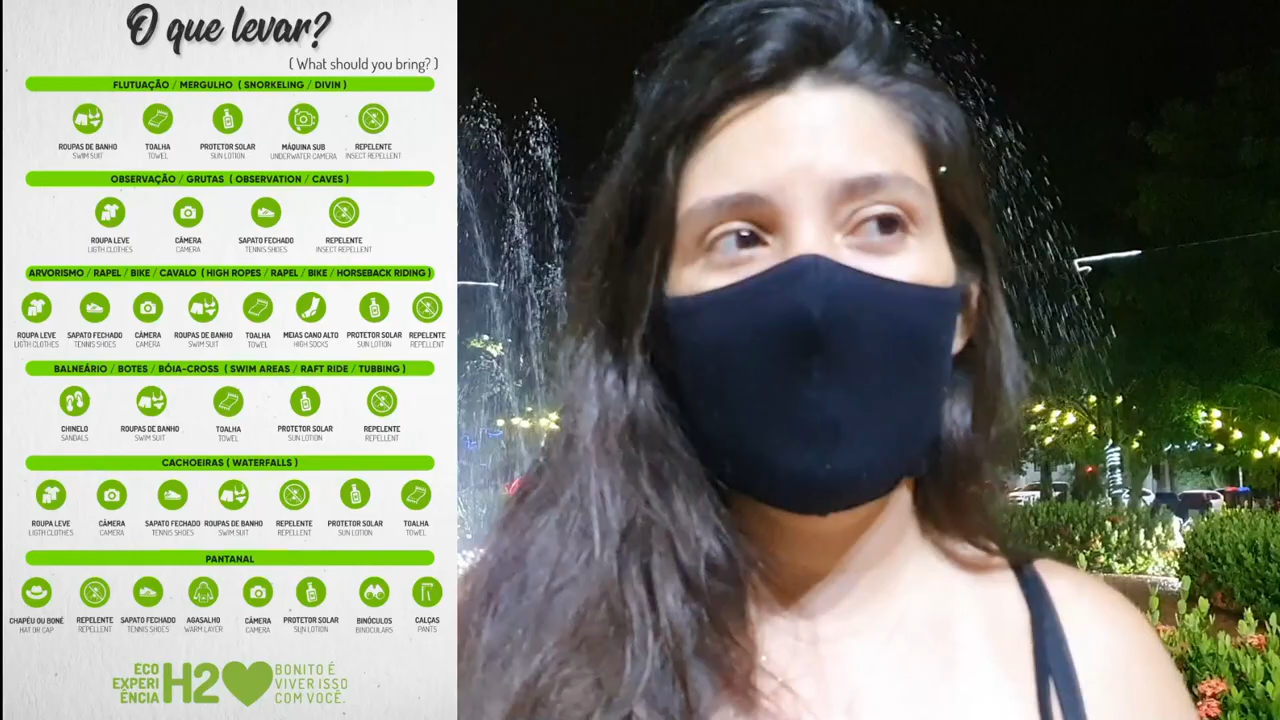 O que levar?
( What should you bring? )
FLUTUAÇÃO / MERGULHO ( SNORKELING / DIVIN )
ROUPAS DE BANHO TOALHA PROTETOR SOLAR MÁQUINA SUB REPELENTE
SWIM SUIT TOWEL SUN LOTION UNDERWATER CAMERA INSECT REPELLENT
OBSERVAÇÃO / GRUTAS ( OBSERVATION / CAVES )
ROUPA LEVE CÂMERA SAPATO FECHADO REPELENTE
LIGTH CLOTHES CAMERA TENNIS SHOES INSECT REPELLENT
ARVORISMO / RAPEL / BIKE / CAVALO ( HIGH ROPES / RAPEL / BIKE / HORSEBACK RIDING )
ROUPA LEVE SAPATO FECHADO CÂMERA ROUPAS DE BANHO TOALHA MEIAS CANO ALTO PROTETOR SOLAR REPELENTE
LIGTH CLOTHES TENNIS SHOES CAMERA SWIM SUIT TOWEL HIGH SOCKS SUN LOTION REPELLENT
BALNEÁRIO / BOTES / BÓIA-CROSS ( SWIM AREAS / RAFT RIDE / TUBBING )
CHINELO ROUPAS DE BANHO TOALHA PROTETOR SOLAR REPELENTE
SANDALS SWIM SUIT TOWEL SUN LOTION REPELLENT
CACHOEIRAS ( WATERFALLS )
ROUPA LEVE CÂMERA SAPATO FECHADO ROUPAS DE BANHO REPELENTE PROTETOR SOLAR TOALHA
LIGTH CLOTHES CAMERA TENNIS SHOES SWIM SUIT REPELLENT SUN LOTION TOWEL
PANTANAL
CHAPÉU OU BONÉ REPELENTE SAPATO FECHADO AGASALHO CÂMERA PROTETOR SOLAR BINÓCULOS CALÇAS
HAT OR CAP REPELLENT TENNIS SHOES WARM LAYER CAMERA SUN LOTION BINOCULARS PANTS
ECO
EXPERI
ÊNCIA
H2
BONITO É
VIVER ISSO
COM VOCÊ.